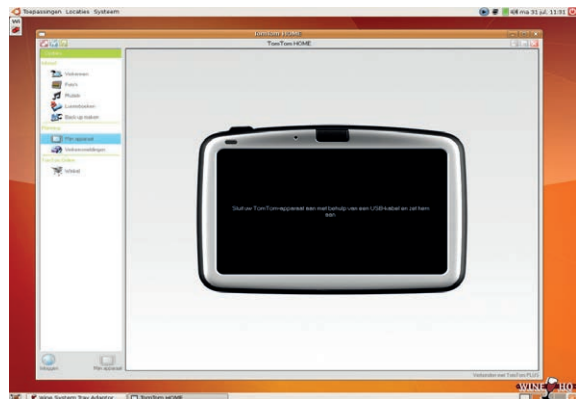 Toepassingen Locaties Systeem
ma 31 jul, 11:31
TomTom HOME
TomTom HOME
Foto's
Muziek
Luisterboeken
Back-up maken
Mijn apparaat
Winkel
Sluit uw TomTom-apparaat aan met behulp van een USB-kabel en zet hem
aan
Mijn apparaat
Verbonden met TomTom PLUS
WINE HQ
Wine System Tray Adaptor
TomTom HOME